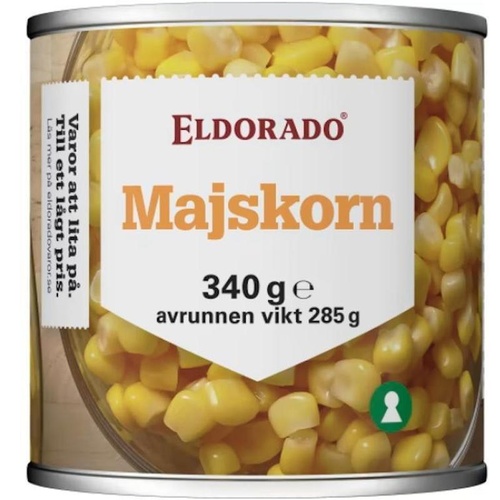 ELDORADO®
Majskorn
340 g ℮
avrunnen vikt 285 g
Varor att lita på.
Till ett lågt pris.
Läs mer på eldoradovaror.se